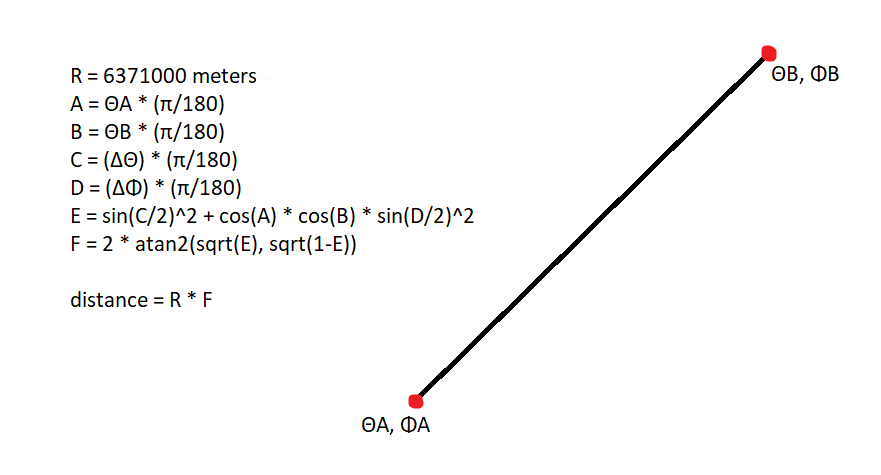 R = 6371000 meters
A = ΘA * (π/180)
B = ΘB * (π/180)
C = (ΔΘ) * (π/180)
D = (ΔΦ) * (π/180)
E = sin(C/2)^2 + cos(A) * cos(B) * sin(D/2)^2
F = 2 * atan2(sqrt(E), sqrt(1-E))
distance = R * F
ΘB, ΦB
ΘA, ΦA